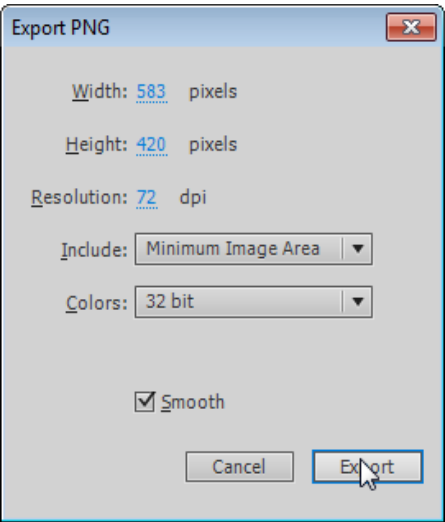 Export PNG
Width: 583 pixels
Height: 420 pixels
Resolution: 72 dpi
Include: Minimum Image Area
Colors: 32 bit
Smooth
Cancel Export